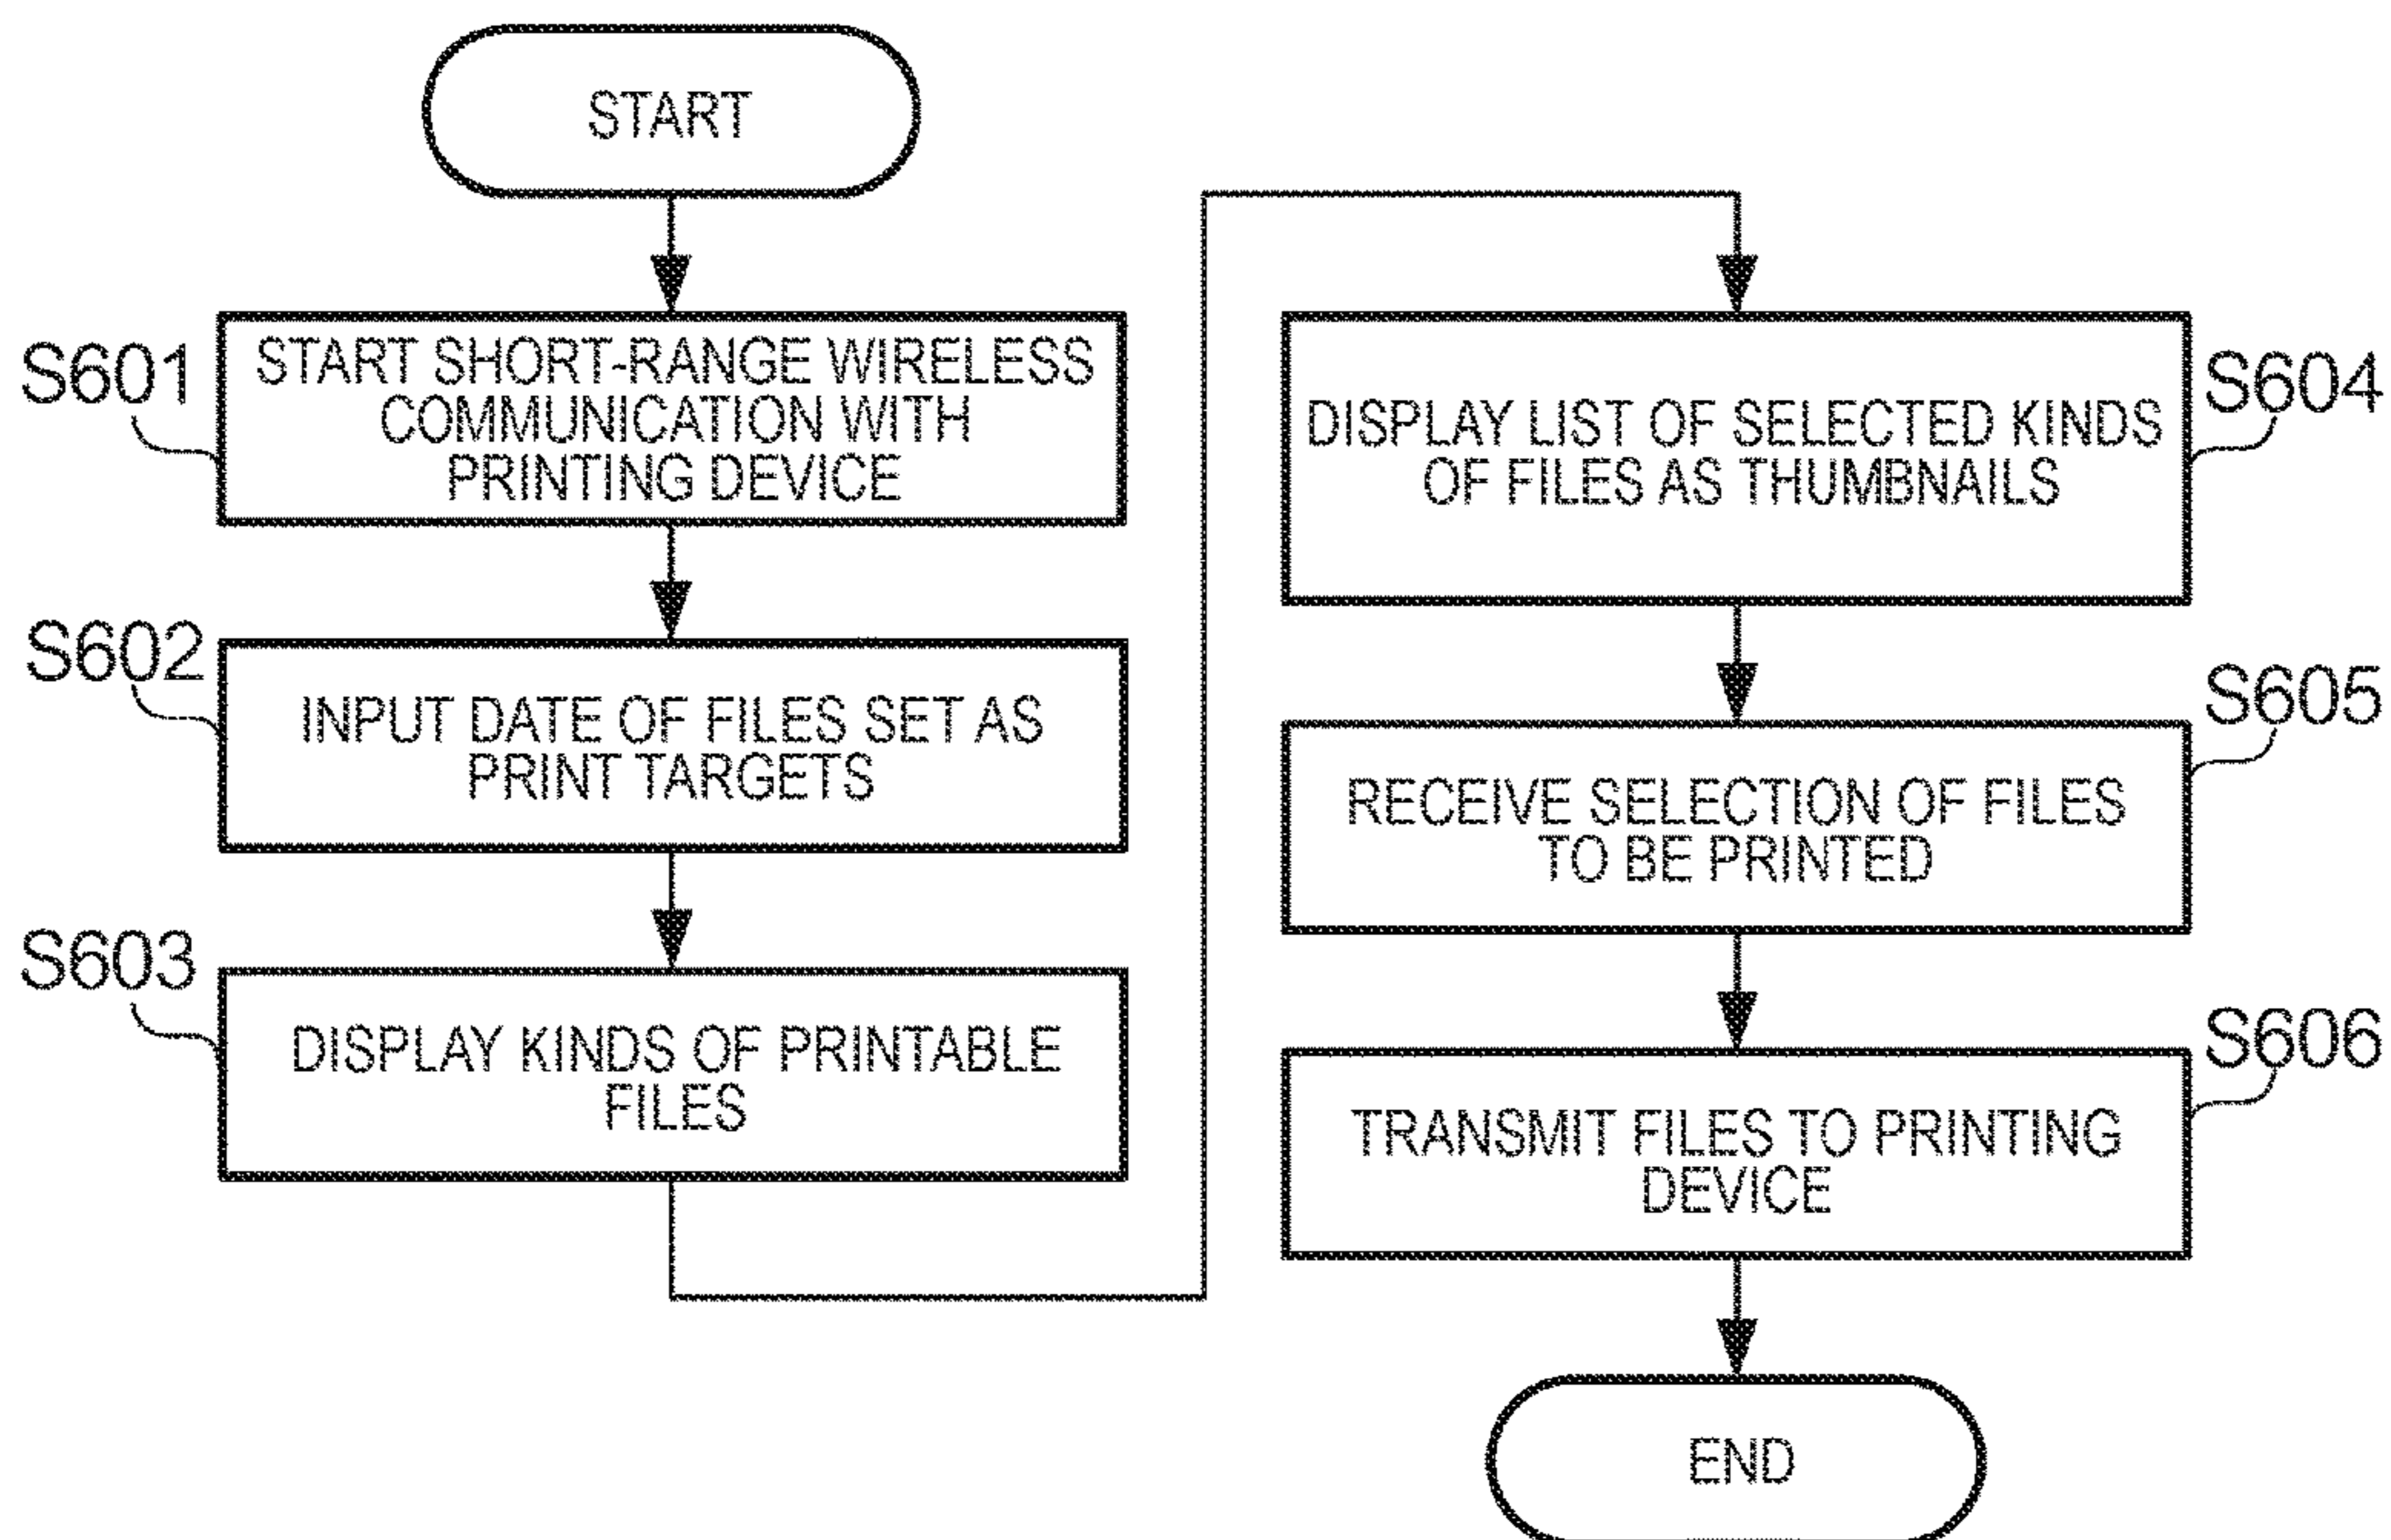 START
S601
START SHORT-RANGE WIRELESS
COMMUNICATION WITH
PRINTING DEVICE
S602
INPUT DATE OF FILES SET AS
PRINT TARGETS
S603
DISPLAY KINDS OF PRINTABLE
FILES
S604
DISPLAY LIST OF SELECTED KINDS
OF FILES AS THUMBNAILS
S605
RECEIVE SELECTION OF FILES
TO BE PRINTED
S606
TRANSMIT FILES TO PRINTING
DEVICE
END